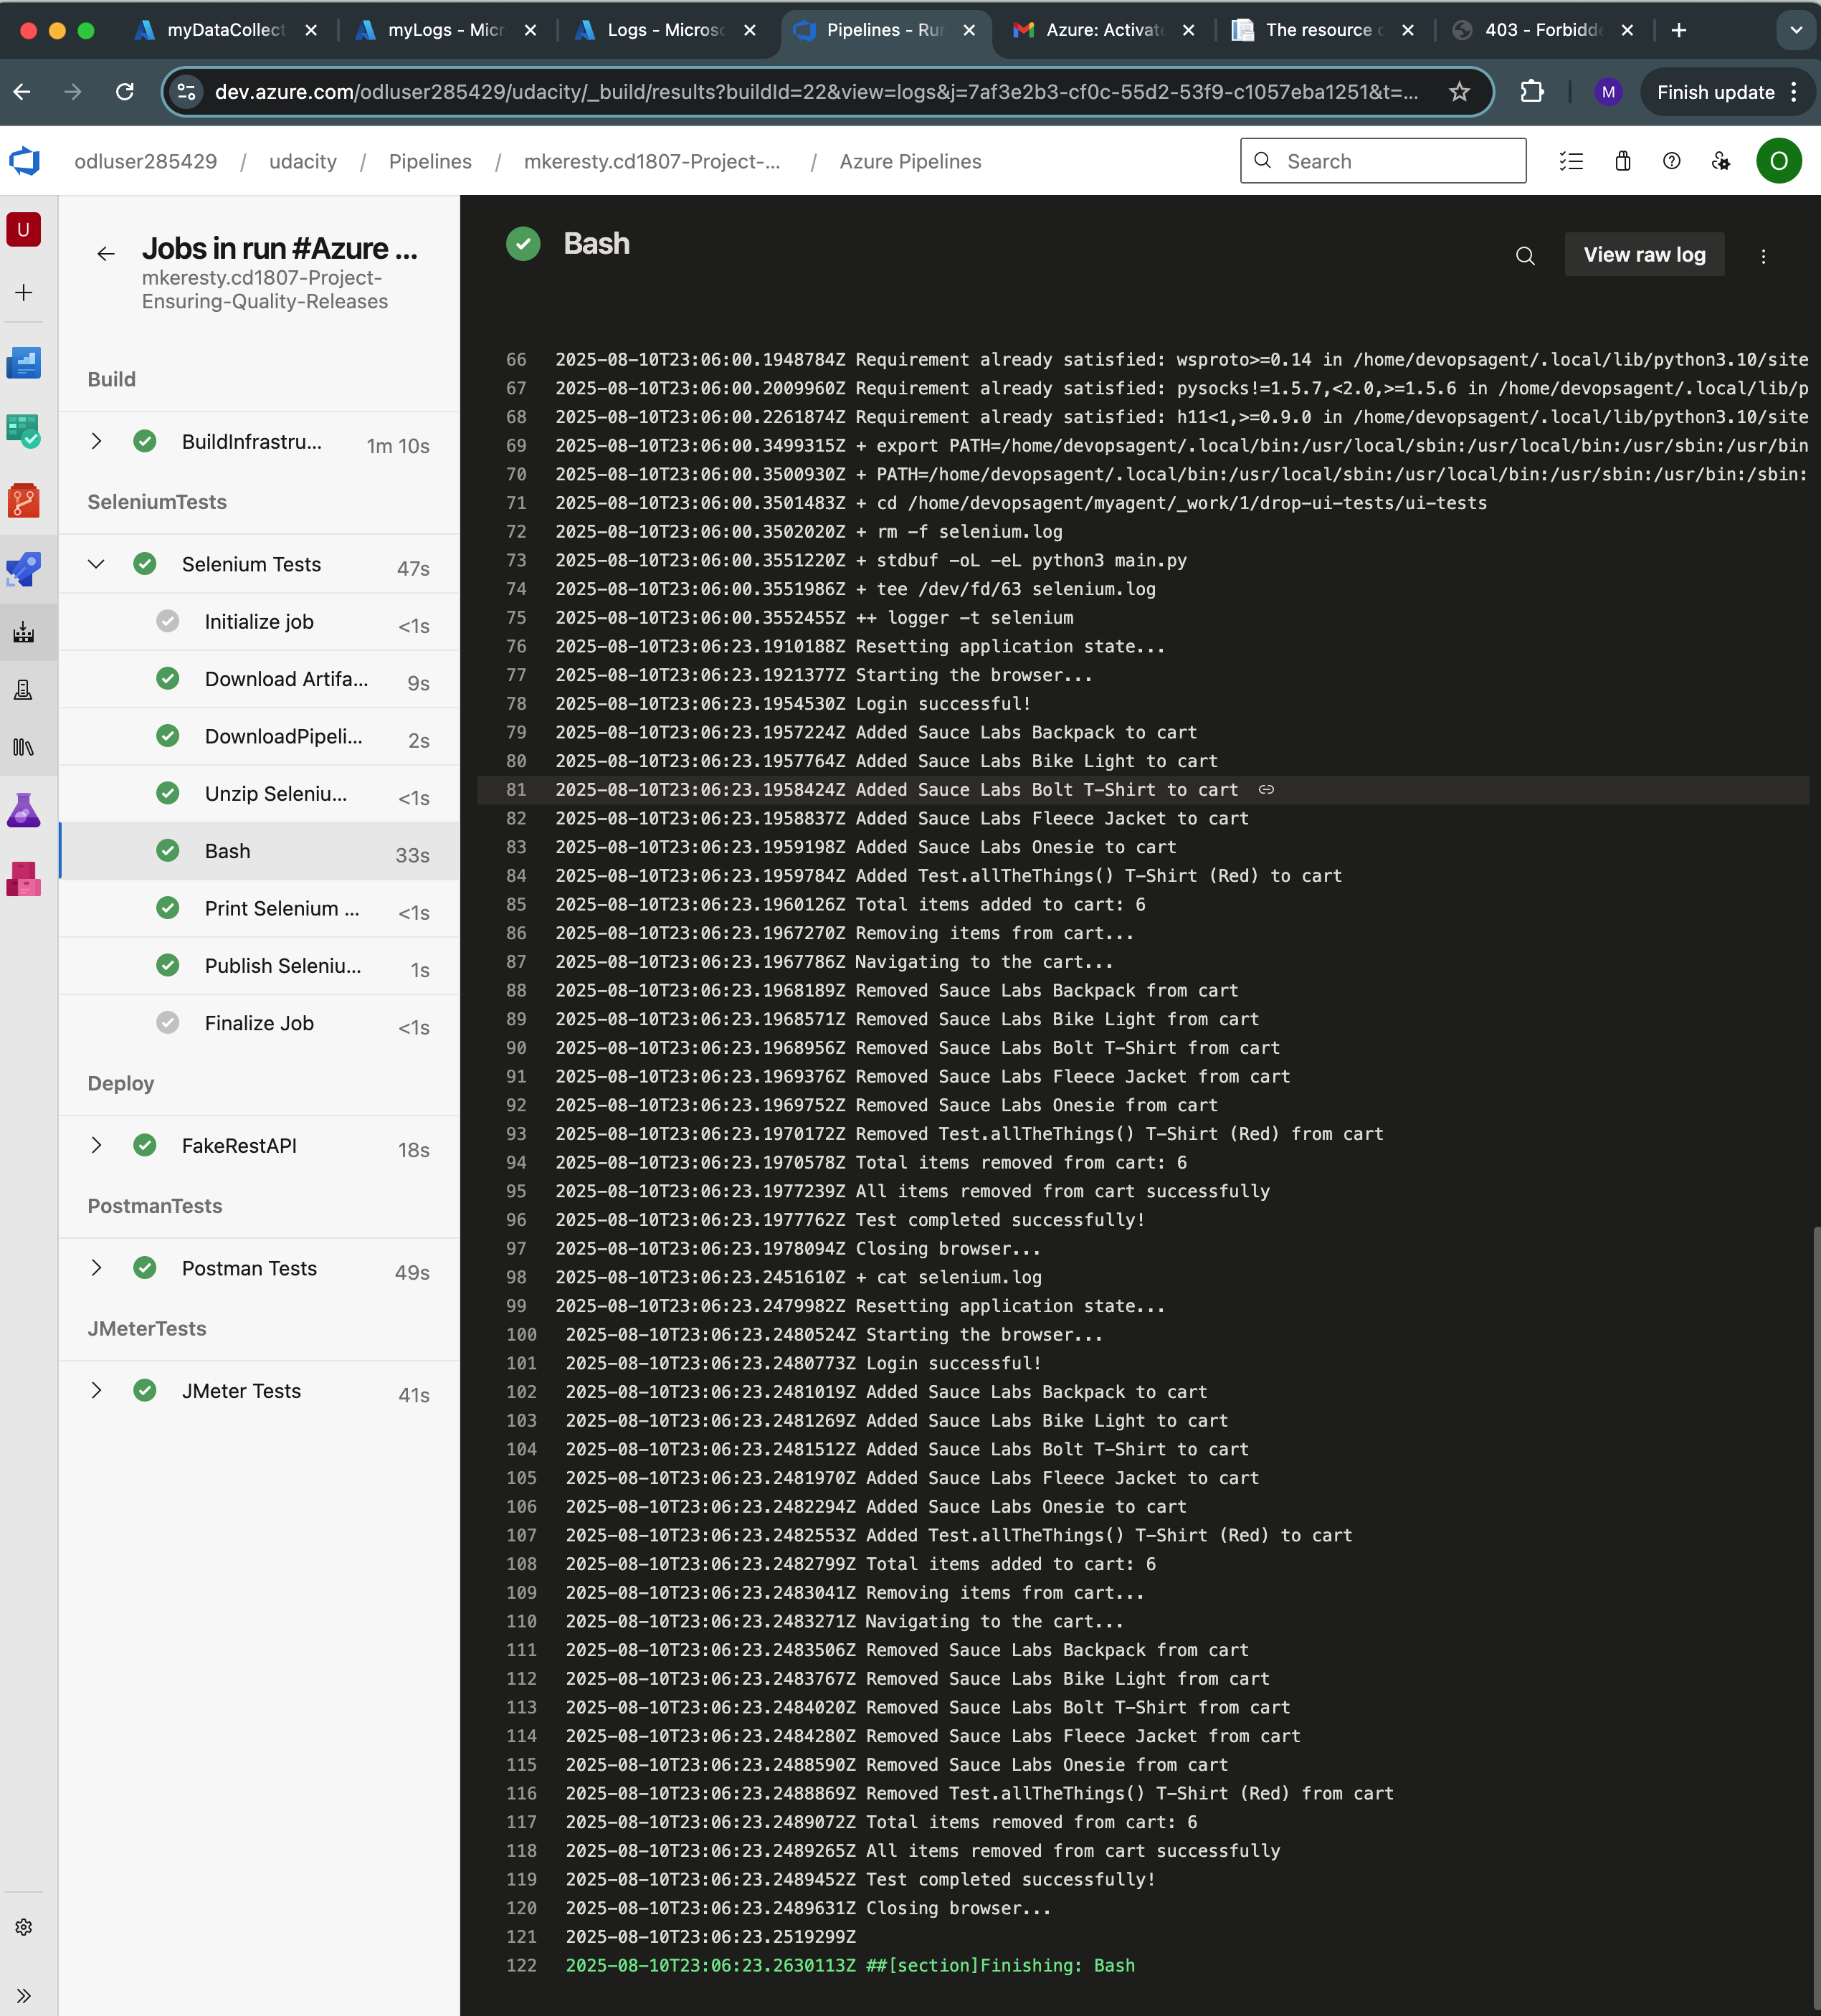 myDataCollect
myLogs - Micr
Logs - Microsc
Pipelines - Run
Azure: Activate
The resource c
403 - Forbidde
dev.azure.com/odluser285429/udacity/_build/results?buildId=22&view=logs&j=7af3e2b3-cf0c-55d2-53f9-c1057eba1251&t=...
M
Finish update
odluser285429 / udacity / Pipelines / mkeresty.cd1807-Project-... / Azure Pipelines
Search
O
U
Jobs in run #Azure ...
mkeresty.cd1807-Project-
Ensuring-Quality-Releases
Build
BuildInfrastru... 1m 10s
SeleniumTests
Selenium Tests 47s
Initialize job <1s
Download Artifa... 9s
DownloadPipeli... 2s
Unzip Seleniu... <1s
Bash 33s
Print Selenium ... <1s
Publish Seleniu... 1s
Finalize Job <1s
Deploy
FakeRestAPI 18s
PostmanTests
Postman Tests 49s
JMeterTests
JMeter Tests 41s
Bash
View raw log
66 2025-08-10T23:06:00.1948784Z Requirement already satisfied: wsproto>=0.14 in /home/devopsagent/.local/lib/python3.10/site
67 2025-08-10T23:06:00.2009960Z Requirement already satisfied: pysocks!=1.5.7,<2.0,>=1.5.6 in /home/devopsagent/.local/lib/p
68 2025-08-10T23:06:00.2261874Z Requirement already satisfied: h11<1,>=0.9.0 in /home/devopsagent/.local/lib/python3.10/site
69 2025-08-10T23:06:00.3499315Z + export PATH=/home/devopsagent/.local/bin:/usr/local/sbin:/usr/local/bin:/usr/sbin:/usr/bin
70 2025-08-10T23:06:00.3500930Z + PATH=/home/devopsagent/.local/bin:/usr/local/sbin:/usr/local/bin:/usr/sbin:/usr/bin:/sbin:
71 2025-08-10T23:06:00.3501483Z + cd /home/devopsagent/myagent/_work/1/drop-ui-tests/ui-tests
72 2025-08-10T23:06:00.3502020Z + rm -f selenium.log
73 2025-08-10T23:06:00.3551220Z + stdbuf -oL -eL python3 main.py
74 2025-08-10T23:06:00.3551986Z + tee /dev/fd/63 selenium.log
75 2025-08-10T23:06:00.3552455Z ++ logger -t selenium
76 2025-08-10T23:06:23.1910188Z Resetting application state...
77 2025-08-10T23:06:23.1921377Z Starting the browser...
78 2025-08-10T23:06:23.1954530Z Login successful!
79 2025-08-10T23:06:23.1957224Z Added Sauce Labs Backpack to cart
80 2025-08-10T23:06:23.1957764Z Added Sauce Labs Bike Light to cart
81 2025-08-10T23:06:23.1958424Z Added Sauce Labs Bolt T-Shirt to cart
82 2025-08-10T23:06:23.1958837Z Added Sauce Labs Fleece Jacket to cart
83 2025-08-10T23:06:23.1959198Z Added Sauce Labs Onesie to cart
84 2025-08-10T23:06:23.1959784Z Added Test.allTheThings() T-Shirt (Red) to cart
85 2025-08-10T23:06:23.1960126Z Total items added to cart: 6
86 2025-08-10T23:06:23.1967270Z Removing items from cart...
87 2025-08-10T23:06:23.1967786Z Navigating to the cart...
88 2025-08-10T23:06:23.1968189Z Removed Sauce Labs Backpack from cart
89 2025-08-10T23:06:23.1968571Z Removed Sauce Labs Bike Light from cart
90 2025-08-10T23:06:23.1968956Z Removed Sauce Labs Bolt T-Shirt from cart
91 2025-08-10T23:06:23.1969376Z Removed Sauce Labs Fleece Jacket from cart
92 2025-08-10T23:06:23.1969752Z Removed Sauce Labs Onesie from cart
93 2025-08-10T23:06:23.1970172Z Removed Test.allTheThings() T-Shirt (Red) from cart
94 2025-08-10T23:06:23.1970578Z Total items removed from cart: 6
95 2025-08-10T23:06:23.1977239Z All items removed from cart successfully
96 2025-08-10T23:06:23.1977762Z Test completed successfully!
97 2025-08-10T23:06:23.1978094Z Closing browser...
98 2025-08-10T23:06:23.2451610Z + cat selenium.log
99 2025-08-10T23:06:23.2479982Z Resetting application state...
100 2025-08-10T23:06:23.2480524Z Starting the browser...
101 2025-08-10T23:06:23.2480773Z Login successful!
102 2025-08-10T23:06:23.2481019Z Added Sauce Labs Backpack to cart
103 2025-08-10T23:06:23.2481269Z Added Sauce Labs Bike Light to cart
104 2025-08-10T23:06:23.2481512Z Added Sauce Labs Bolt T-Shirt to cart
105 2025-08-10T23:06:23.2481970Z Added Sauce Labs Fleece Jacket to cart
106 2025-08-10T23:06:23.2482294Z Added Sauce Labs Onesie to cart
107 2025-08-10T23:06:23.2482553Z Added Test.allTheThings() T-Shirt (Red) to cart
108 2025-08-10T23:06:23.2482799Z Total items added to cart: 6
109 2025-08-10T23:06:23.2483041Z Removing items from cart...
110 2025-08-10T23:06:23.2483271Z Navigating to the cart...
111 2025-08-10T23:06:23.2483506Z Removed Sauce Labs Backpack from cart
112 2025-08-10T23:06:23.2483767Z Removed Sauce Labs Bike Light from cart
113 2025-08-10T23:06:23.2484020Z Removed Sauce Labs Bolt T-Shirt from cart
114 2025-08-10T23:06:23.2484280Z Removed Sauce Labs Fleece Jacket from cart
115 2025-08-10T23:06:23.2488590Z Removed Sauce Labs Onesie from cart
116 2025-08-10T23:06:23.2488869Z Removed Test.allTheThings() T-Shirt (Red) from cart
117 2025-08-10T23:06:23.2489072Z Total items removed from cart: 6
118 2025-08-10T23:06:23.2489265Z All items removed from cart successfully
119 2025-08-10T23:06:23.2489452Z Test completed successfully!
120 2025-08-10T23:06:23.2489631Z Closing browser...
121 2025-08-10T23:06:23.2519299Z
122 2025-08-10T23:06:23.2630113Z ##[section]Finishing: Bash